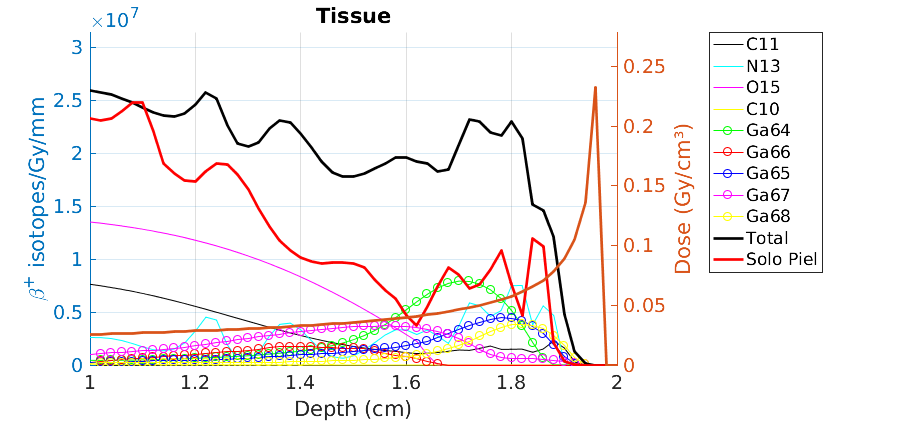 Tissue
×10⁷
3
2.5
2
1.5
1
0.5
0
β⁺ isotopes/Gy/mm
0.25
0.2
0.15
0.1
0.05
0
Dose (Gy/cm³)
1 1.2 1.4 1.6 1.8 2
Depth (cm)
C11
N13
O15
C10
Ga64
Ga66
Ga65
Ga67
Ga68
Total
Solo Piel